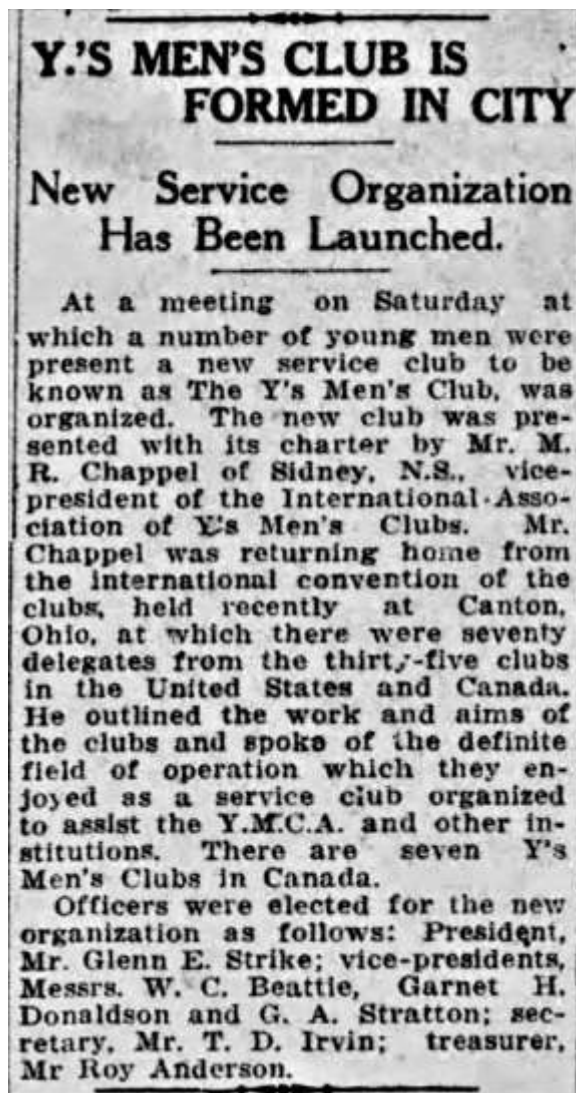 Y.'S MEN'S CLUB IS
FORMED IN CITY
New Service Organization
Has Been Launched.
At a meeting on Saturday at
which a number of young men were
present a new service club to be
known as The Y's Men's Club, was
organized. The new club was pre-
sented with its charter by Mr. M.
R. Chappel of Sidney, N.S., vice-
president of the International Asso-
ciation of Y's Men's Clubs. Mr.
Chappel was returning home from
the international convention of the
clubs, held recently at Canton,
Ohio, at which there were seventy
delegates from the thirty-five clubs
in the United States and Canada.
He outlined the work and aims of
the clubs and spoke of the definite
field of operation which they en-
joyed as a service club organized
to assist the Y.M.C.A. and other in-
stitutions. There are seven Y's
Men's Clubs in Canada.
Officers were elected for the new
organization as follows: President,
Mr. Glenn E. Strike; vice-presidents,
Messrs. W. C. Beattie, Garnet H.
Donaldson and G. A. Stratton; sec-
retary, Mr. T. D. Irvin; treasurer,
Mr Roy Anderson.